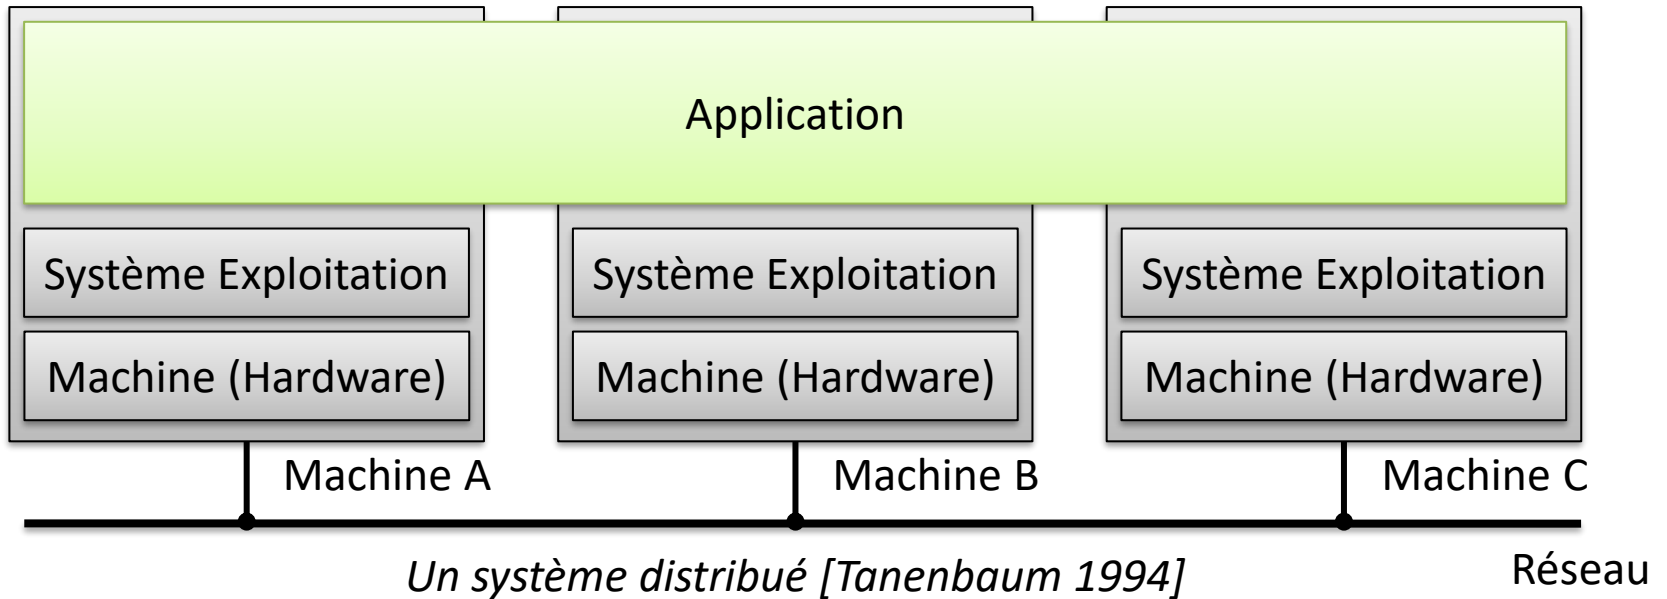 Application
Système Exploitation
Système Exploitation
Système Exploitation
Machine (Hardware)
Machine (Hardware)
Machine (Hardware)
Machine A
Machine B
Machine C
Un système distribué [Tanenbaum 1994]
Réseau